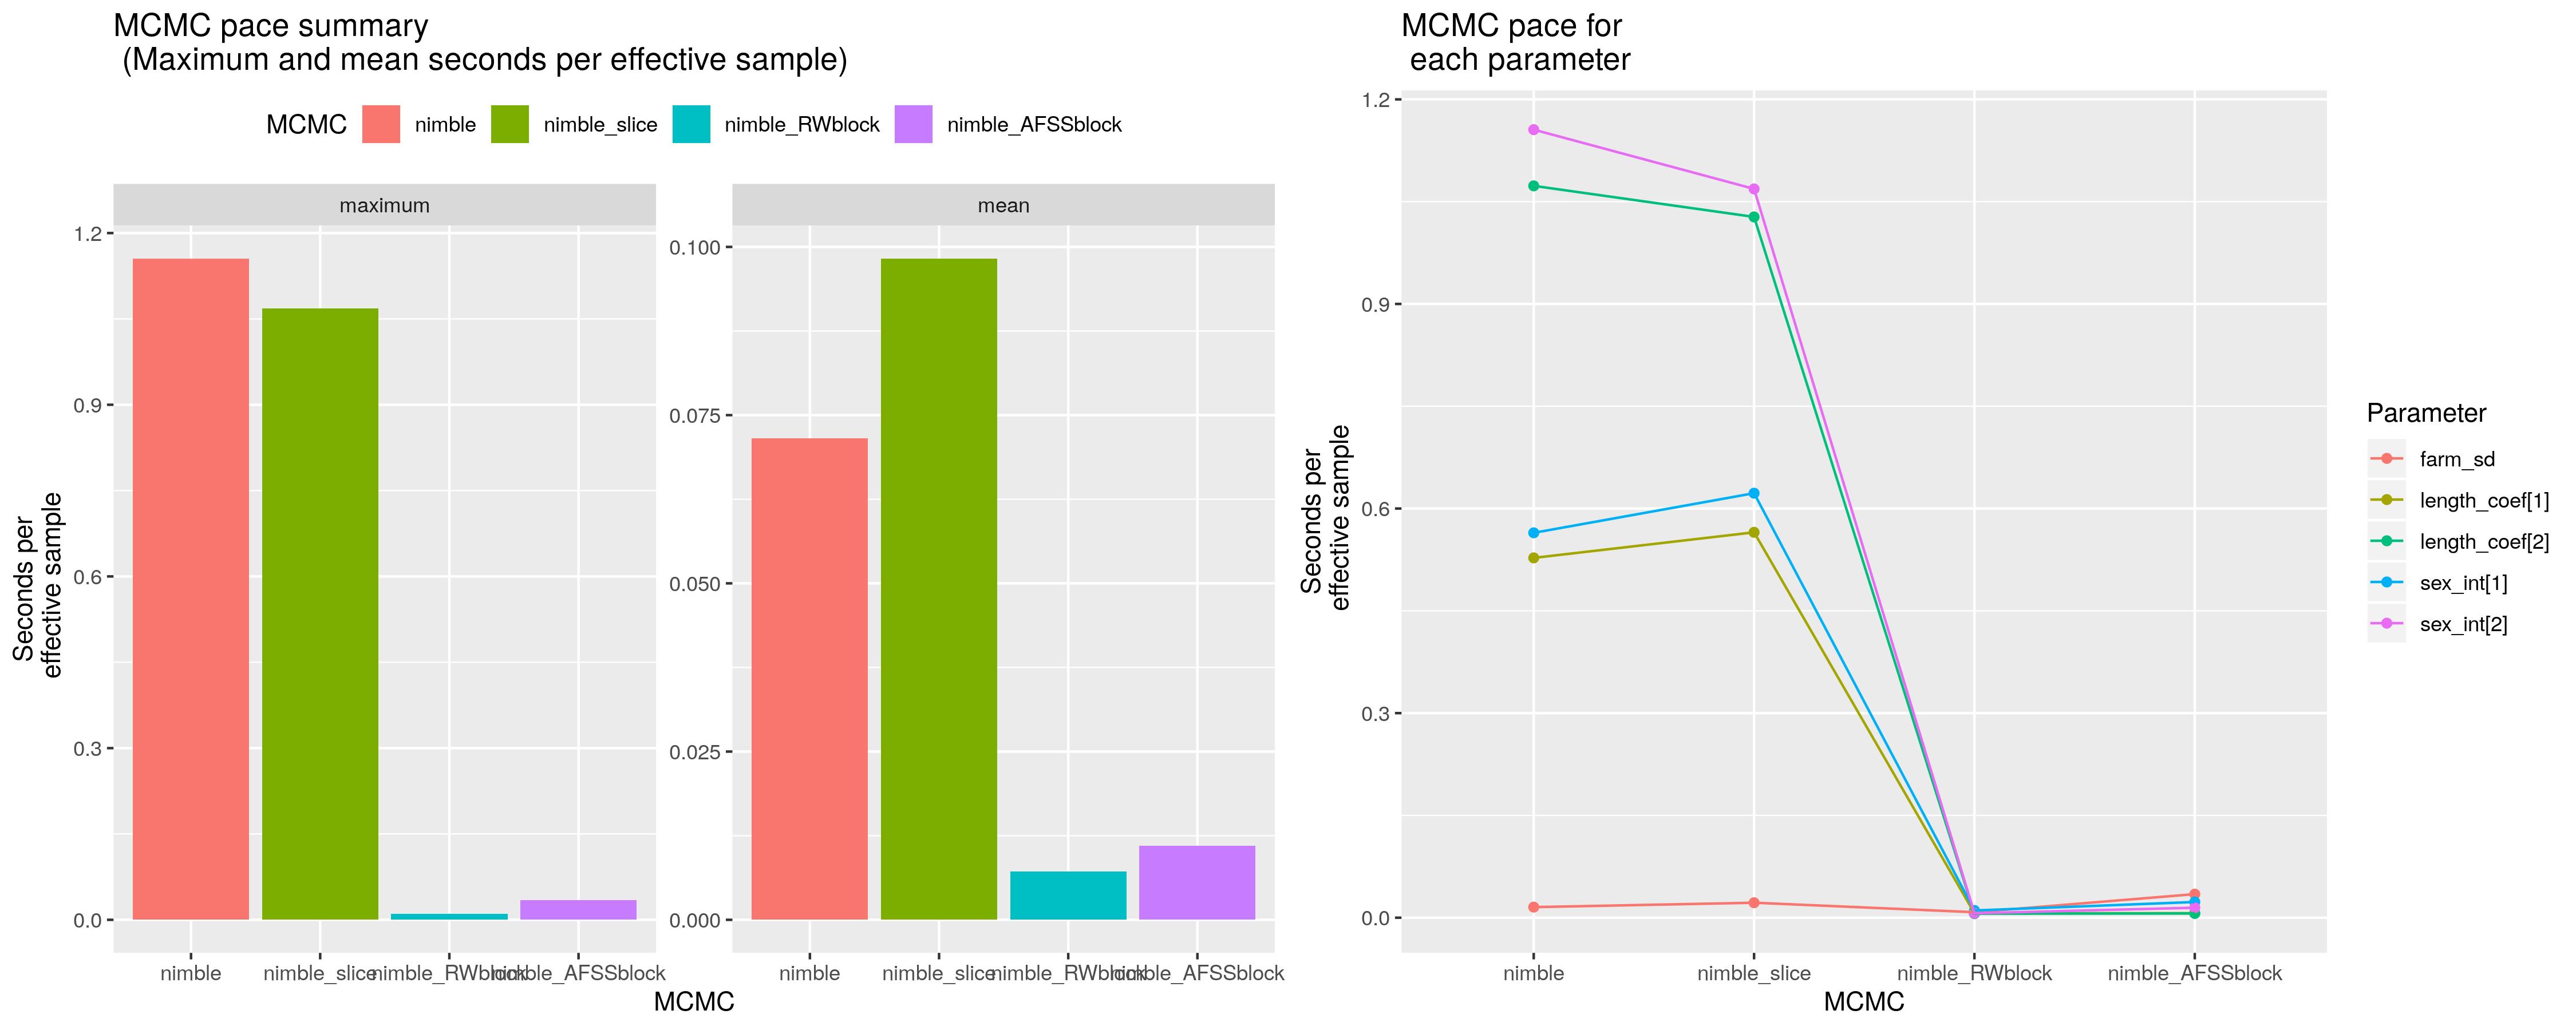 MCMC pace summary
(Maximum and mean seconds per effective sample)
MCMC nimble nimble_slice nimble_RWblock nimble_AFSSblock
maximum
mean
Seconds per
effective sample
1.2
0.9
0.6
0.3
0.0
0.100
0.075
0.050
0.025
0.000
nimble nimble_slice nimble_RWblock nimble_AFSSblock
nimble nimble_slice nimble_RWblock nimble_AFSSblock
MCMC
MCMC pace for
each parameter
Seconds per
effective sample
1.2
0.9
0.6
0.3
0.0
nimble nimble_slice nimble_RWblock nimble_AFSSblock
MCMC
Parameter
farm_sd
length_coef[1]
length_coef[2]
sex_int[1]
sex_int[2]